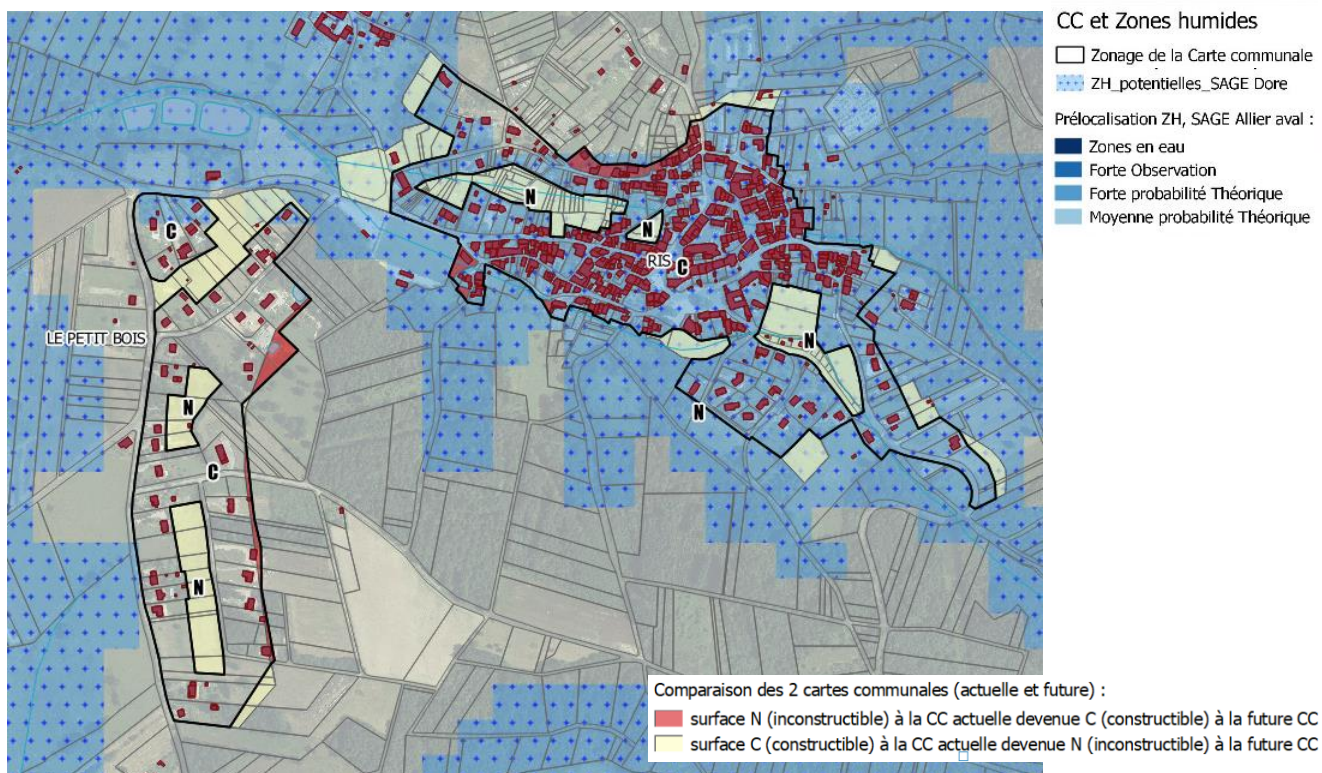 CC et Zones humides
Zonage de la Carte communale
ZH_potentielles_SAGE Dore
Prélocalisation ZH, SAGE Allier aval :
Zones en eau
Forte Observation
Forte probabilité Théorique
Moyenne probabilité Théorique
N
C
N
RIS
C
LE PETIT BOIS
N
N
N
C
N
Comparaison des 2 cartes communales (actuelle et future) :
surface N (inconstructible) à la CC actuelle devenue C (constructible) à la future CC
surface C (constructible) à la CC actuelle devenue N (inconstructible) à la future CC